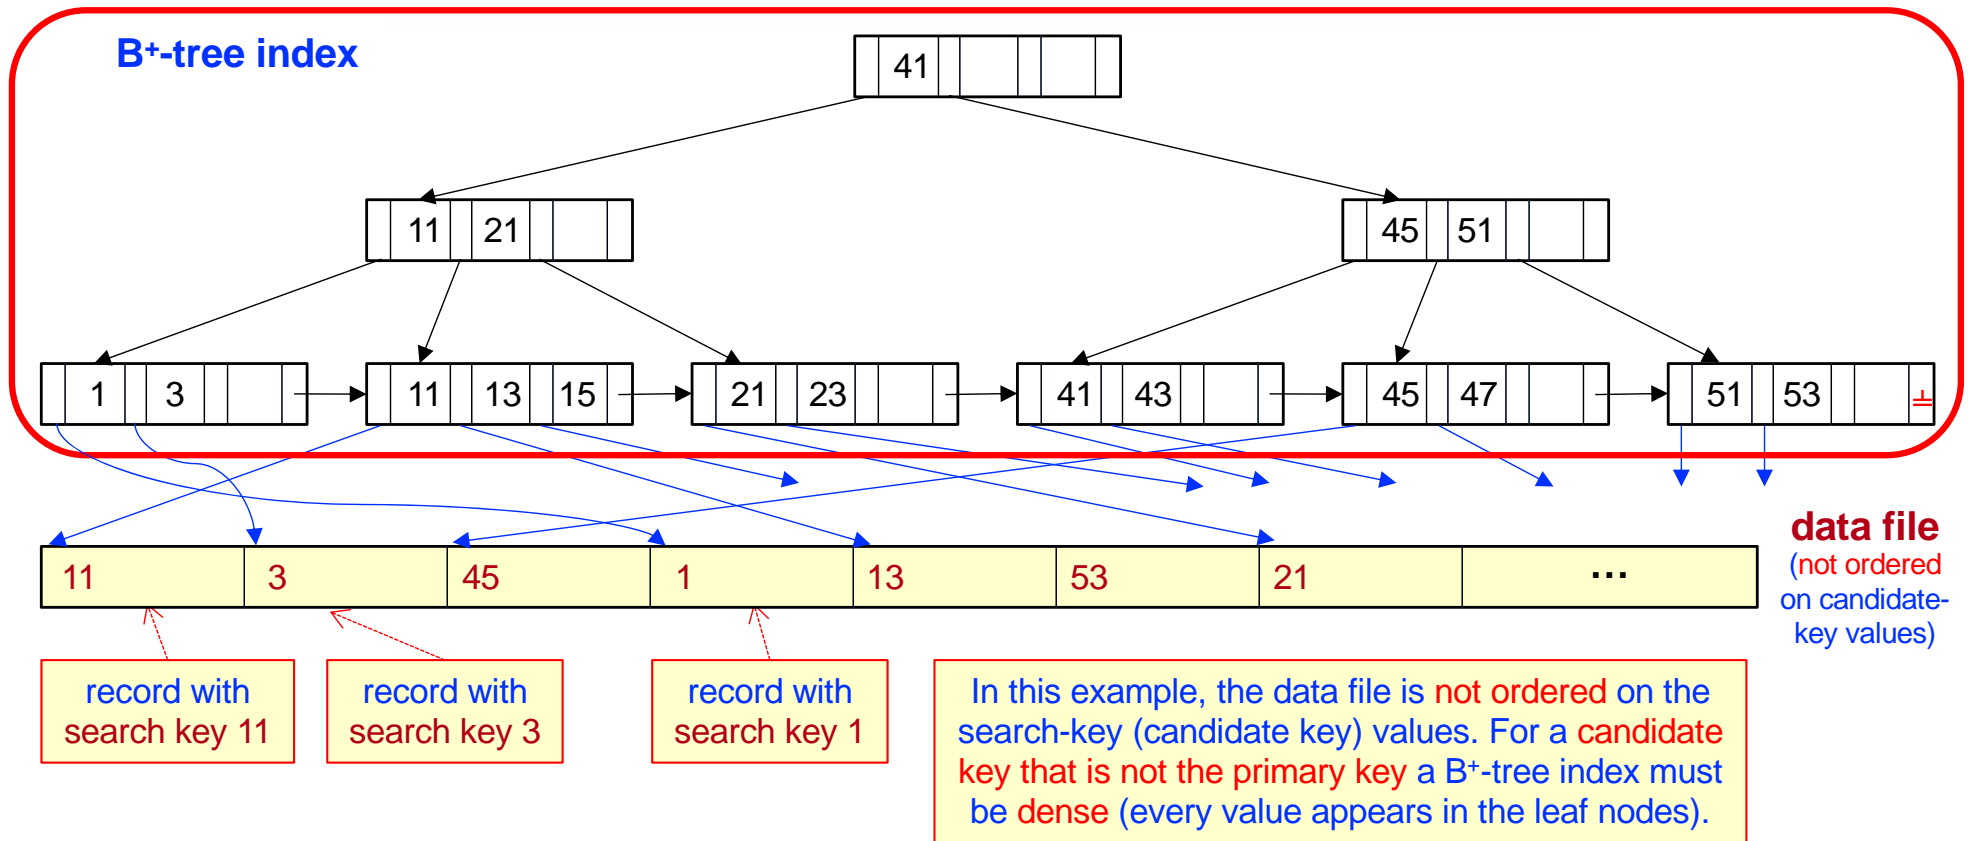 B+-tree index
41
11 21
45 51
1 3
11 13 15
21 23
41 43
45 47
51 53
data file
(not ordered
on candidate-
key values)
11 3 45 1 13 53 21 ...
record with
search key 11
record with
search key 3
record with
search key 1
In this example, the data file is not ordered on the
search-key (candidate key) values. For a candidate
key that is not the primary key a B+-tree index must
be dense (every value appears in the leaf nodes).